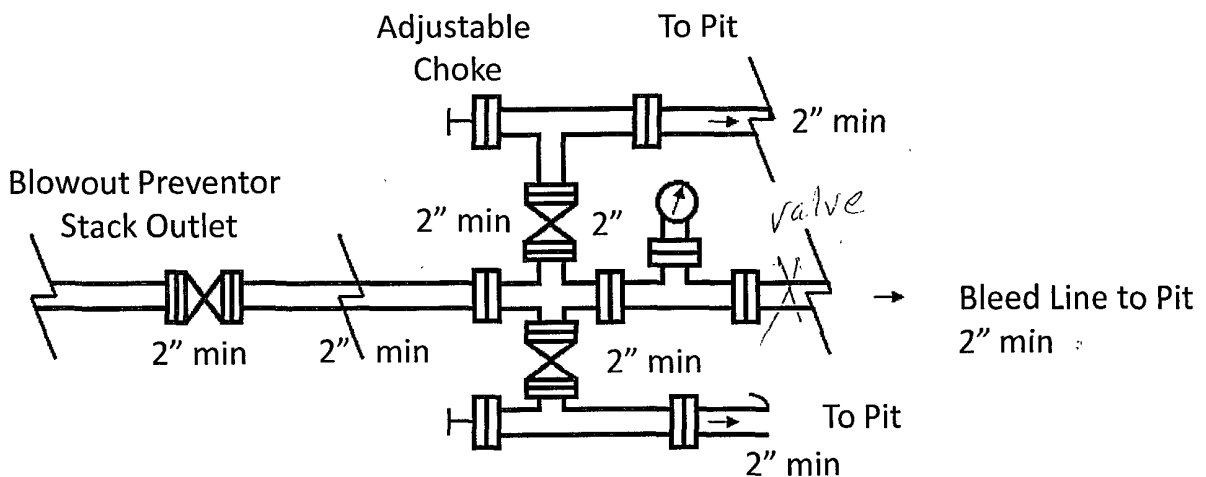 Adjustable
Choke
To Pit
2” min
Blowout Preventor
Stack Outlet
2” min
2”
valve
2” min
2” min
2” min
Bleed Line to Pit
2” min
To Pit
2” min